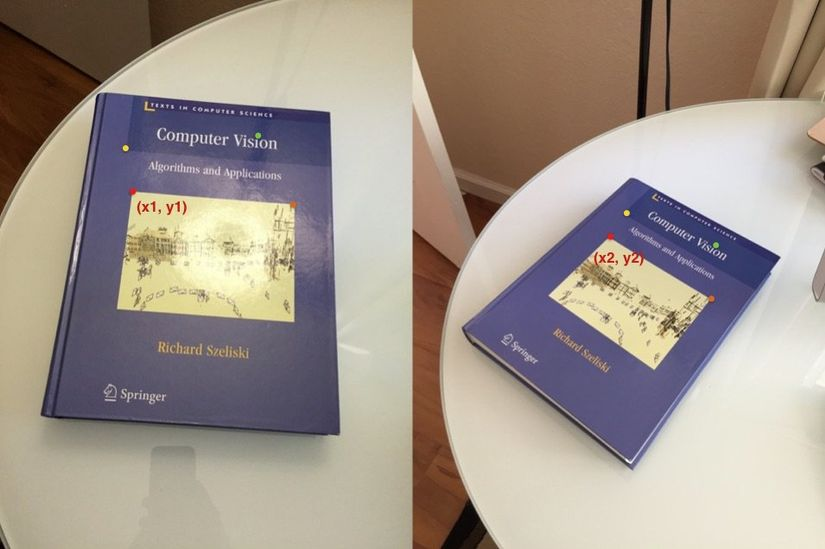 TEXTS IN COMPUTER SCIENCE
Computer Vision
Algorithms and Applications
(x1, y1)
Richard Szeliski
Springer
TEXTS IN COMPUTER SCIENCE
Computer Vision
Algorithms and Applications
(x2, y2)
Richard Szeliski
Springer